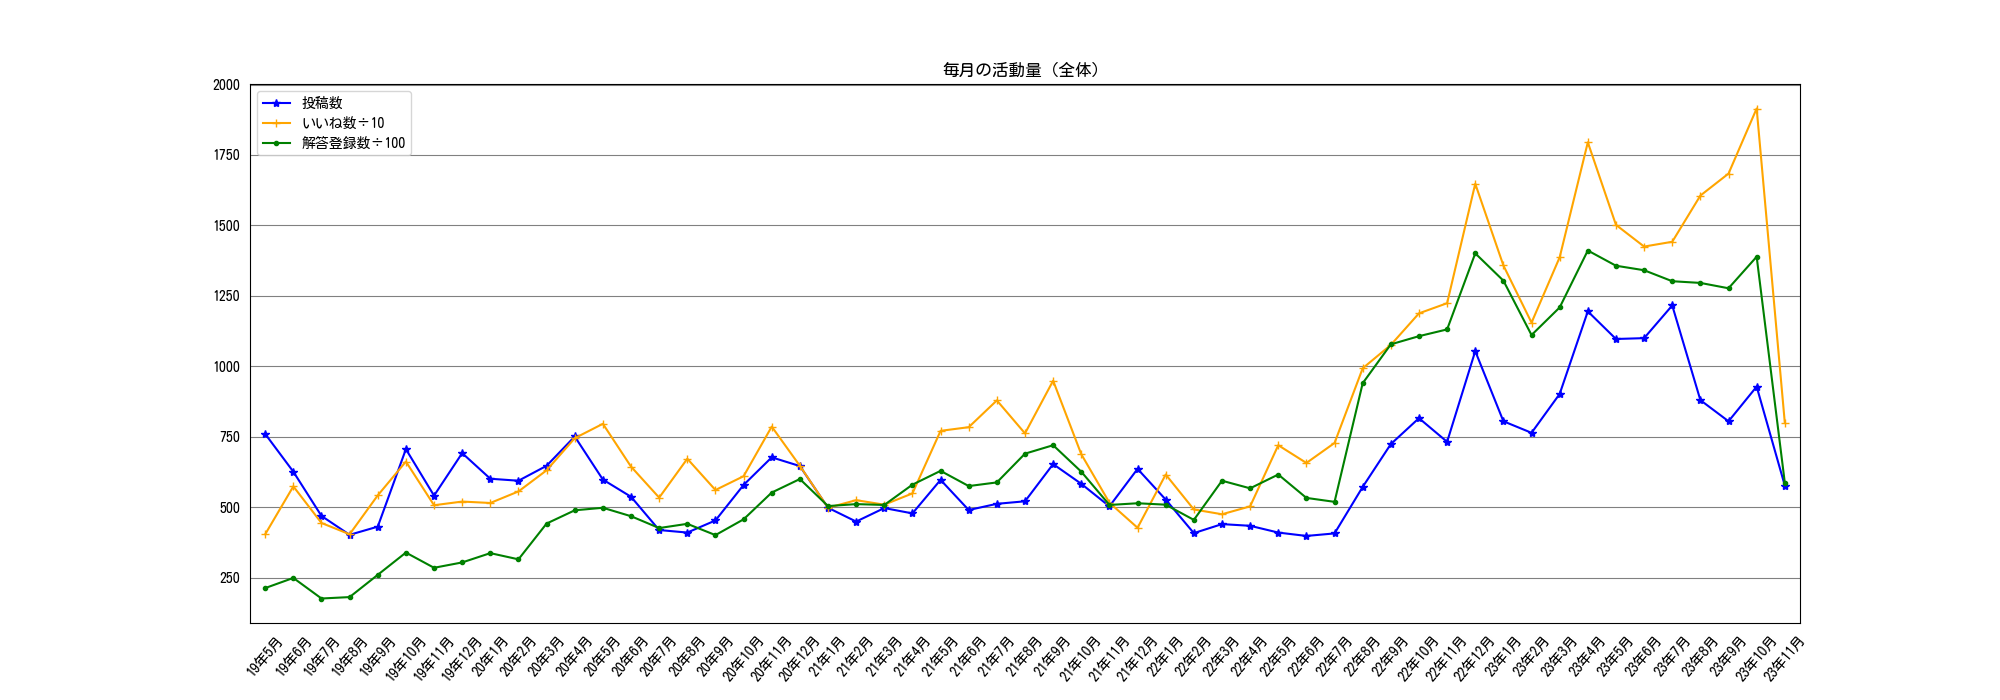 毎月の活動量（全体）
投稿数
いいね数÷10
解答登録数÷100
2000
1750
1500
1250
1000
750
500
250
19年5月
19年6月
19年7月
19年8月
19年9月
19年10月
19年11月
19年12月
20年1月
20年2月
20年3月
20年4月
20年5月
20年6月
20年7月
20年8月
20年9月
20年10月
20年11月
20年12月
21年1月
21年2月
21年3月
21年4月
21年5月
21年6月
21年7月
21年8月
21年9月
21年10月
21年11月
21年12月
22年1月
22年2月
22年3月
22年4月
22年5月
22年6月
22年7月
22年8月
22年9月
22年10月
22年11月
22年12月
23年1月
23年2月
23年3月
23年4月
23年5月
23年6月
23年7月
23年8月
23年9月
23年10月
23年11月